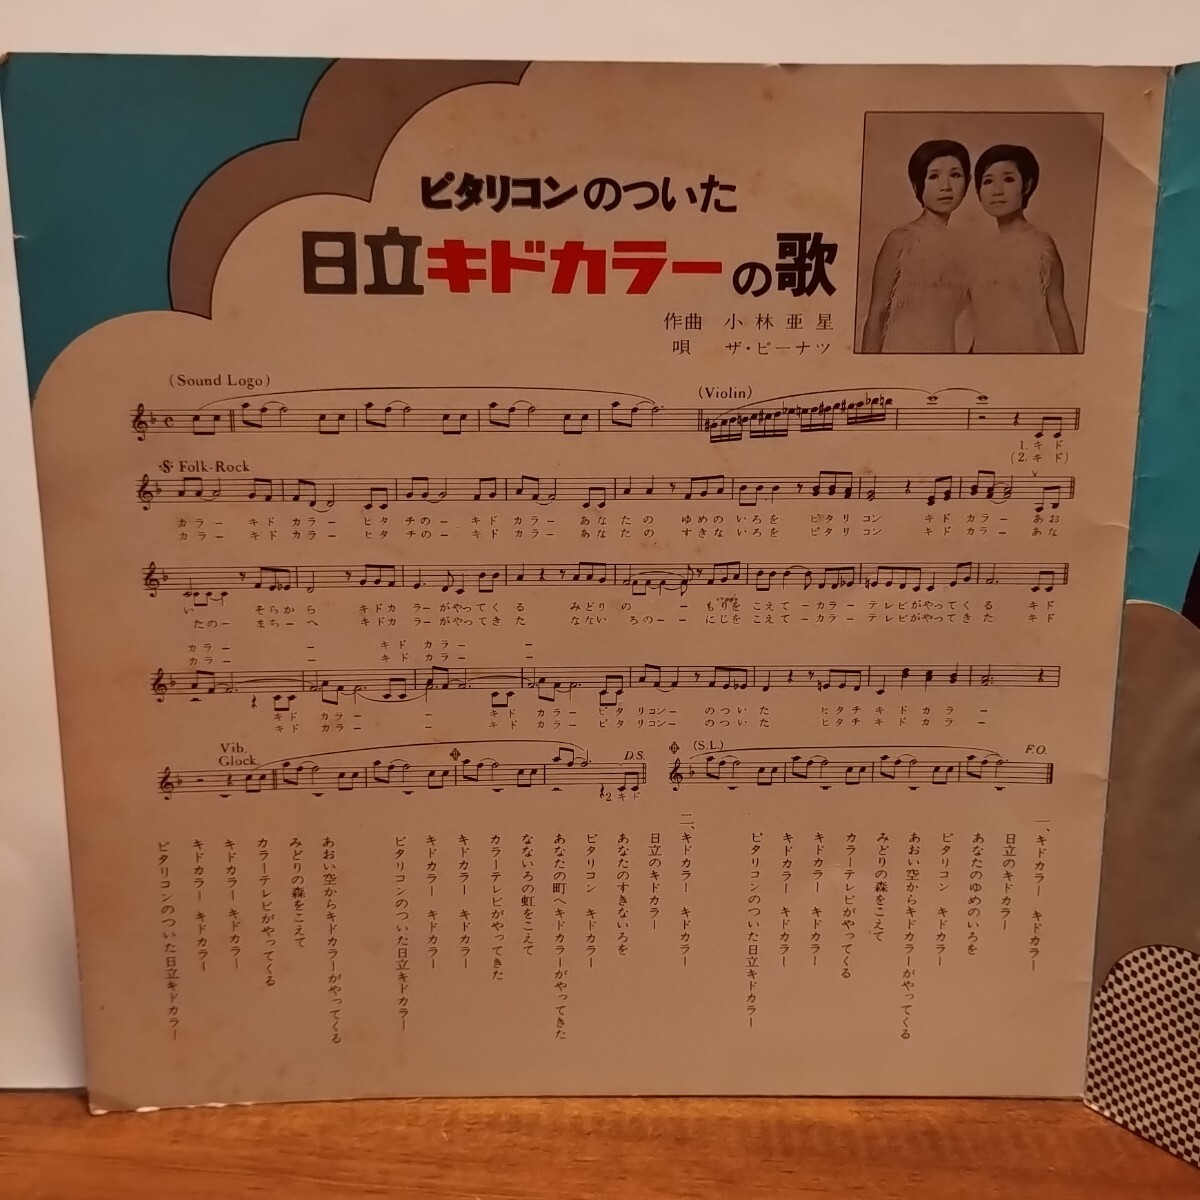 ピタリコンのついた
日立キドカラーの歌
作曲 小林亜星
唄 ザ・ピーナツ
(Sound Logo)
(Violin)
1. キド
(2. キド)
Folk-Rock
カラー キド カラー ヒタ チの ー キド カラー あなたの ゆめの いろを ピタリ コン キド カラー あお
カラー キド カラー ヒタ チの ー キド カラー あなたの すきな いろを ピタリ コン キド カラー あな
い ー そらから キドカ ラーがやってくる みどりの ー もりを こえてーカラー テレビがやってくる キド
たのー まちーへ キドカ ラーがやってきた なない ろのーー にじを こえてーカラー テレビがやってきた キド
カラー ー キド カラー ー
カラー ー キド カラー ー
キド カラー ー キド カラー ピタ リコンー のついた ヒタチ キド カラ ー
キド カラー ー キド カラー ピタ リコンー のついた ヒタチ キド カラ ー
Vib.
Glock.
D.S.
2 キド
(S.L.)
F.O.
一、キドカラー キドカラー
日立のキドカラー
あなたのゆめのいろを
ピタリコン キドカラー
あおい空からキドカラーがやってくる
みどりの森をこえて
カラーテレビがやってくる
キドカラー キドカラー
キドカラー キドカラー
ピタリコンのついた日立キドカラー
二、キドカラー キドカラー
日立のキドカラー
あなたのすきないろを
ピタリコン キドカラー
あなたの町へキドカラーがやってきた
なないろの虹をこえて
カラーテレビがやってきた
キドカラー キドカラー
キドカラー キドカラー
ピタリコンのついた日立キドカラー
あおい空からキドカラーがやってくる
みどりの森をこえて
カラーテレビがやってくる
キドカラー キドカラー
キドカラー キドカラー
ピタリコンのついた日立キドカラー